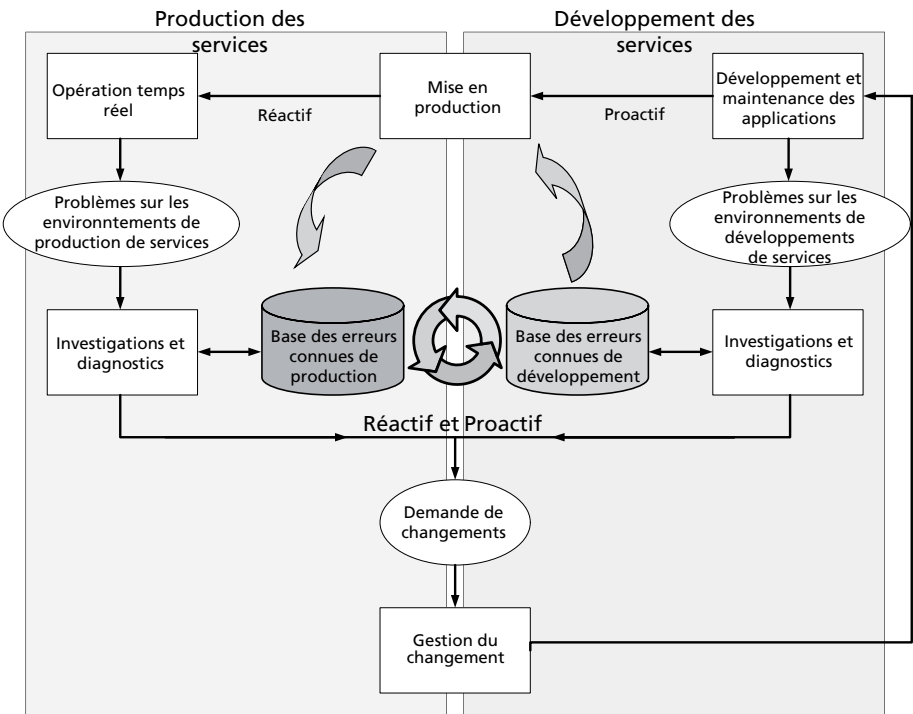 Production des
services
Développement des
services
Opération temps
réel
Réactif
Mise en
production
Proactif
Développement et
maintenance des
applications
Problèmes sur les
environntements de
production de services
Problèmes sur les
environnements de
développements
de services
Investigations et
diagnostics
Base des erreurs
connues de
production
Base des erreurs
connues de
développement
Investigations et
diagnostics
Réactif et Proactif
Demande de
changements
Gestion du
changement